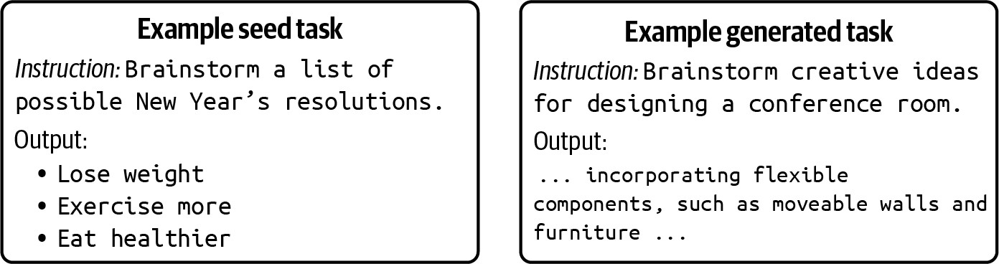 Example seed task
Instruction: Brainstorm a list of
possible New Year’s resolutions.
Output:
• Lose weight
• Exercise more
• Eat healthier
Example generated task
Instruction: Brainstorm creative ideas
for designing a conference room.
Output:
... incorporating flexible
components, such as moveable walls and
furniture ...